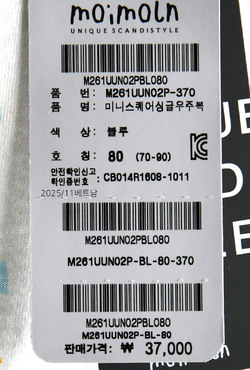 moimoln
UNIQUE SCANDISTYLE
M261UUN02PBL080
품 번: M261UUN02P-370
품 명: 미니스퀘어싱글우주복
색 상: 블루
호 칭: 80 (70-90)
안전확인신고
확인증번호 : CB014R1608-1011
2025/11베트남
M261UUN02PBL080
M261UUN02P-BL-80-370
M261UUN02PBL080
M261UUN02P-BL-80
판매가격: ₩ 37,000